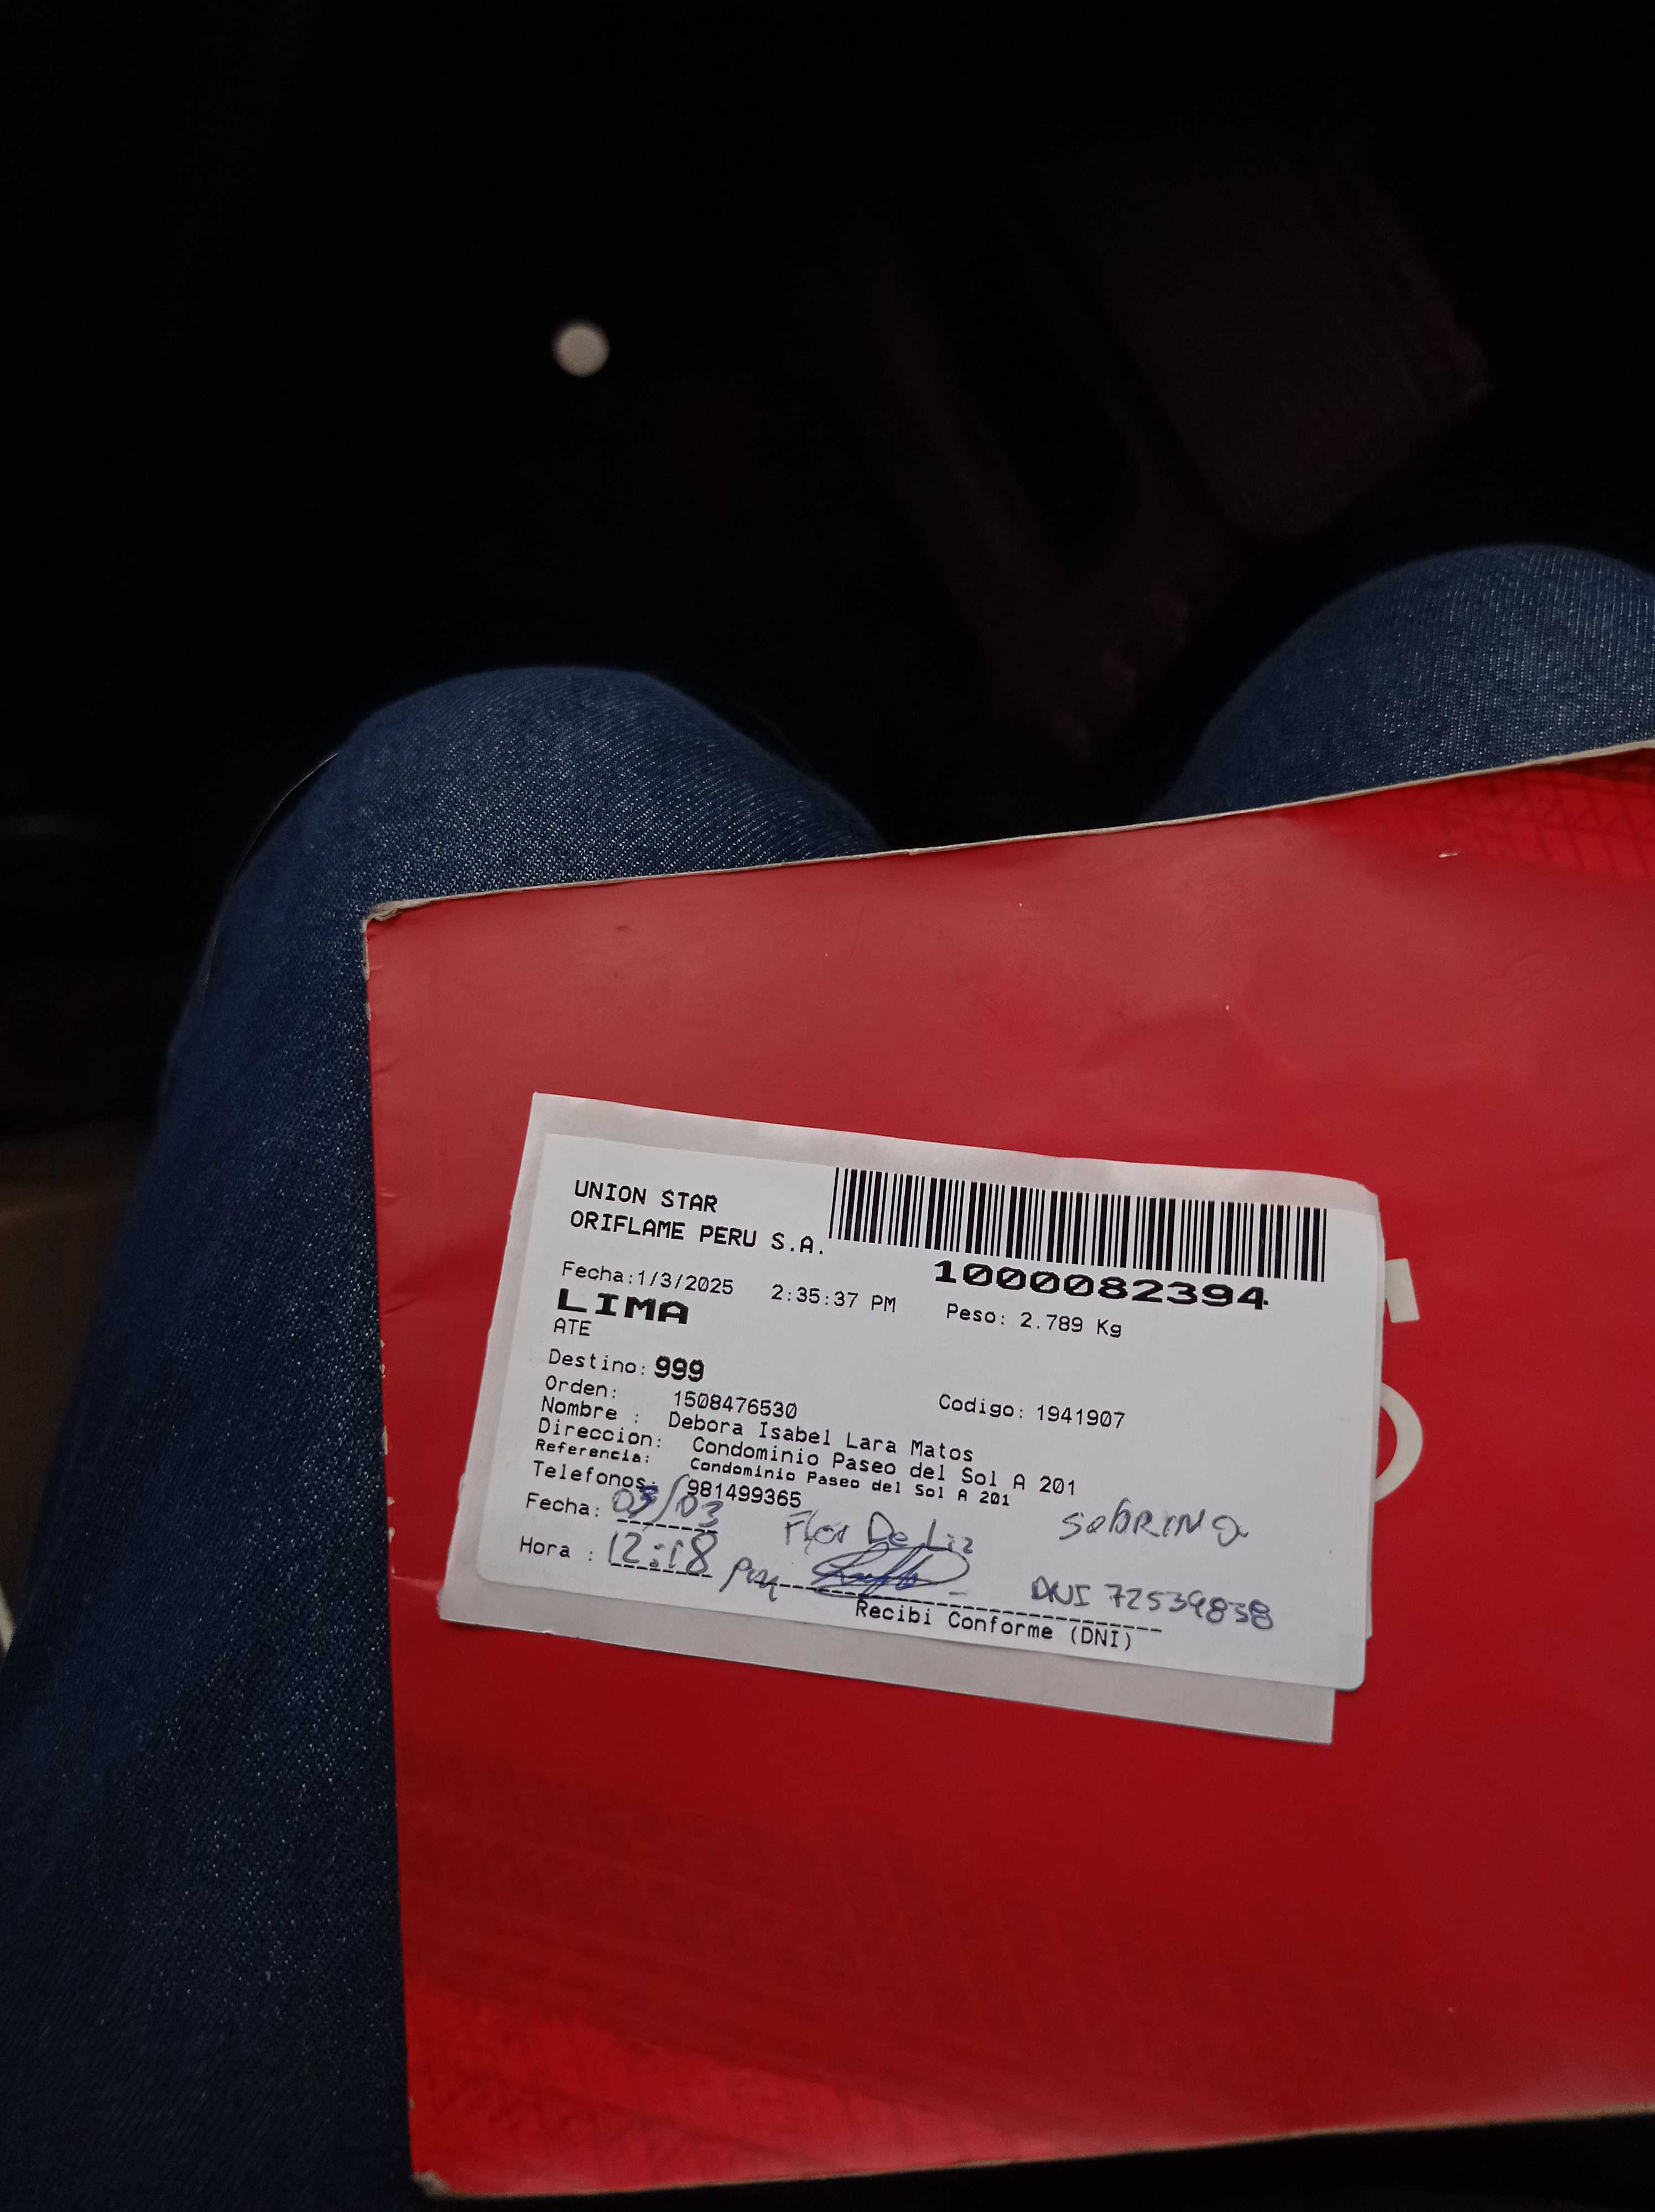 UNION STAR
ORIFLAME PERU S.A.
1000082394
Fecha:1/3/2025 2:35:37 PM Peso: 2.789 Kg
LIMA
ATE
Destino: 999
Orden: 1508476530 Codigo: 1941907
Nombre : Debora Isabel Lara Matos
Direccion: Condominio Paseo del Sol A 201
Referencia: Condominio Paseo del Sol A 201
Telefonos: 981499365
Fecha: 03/03 Flor De Liz SObRINa
Hora : 12:18 pm DNI 72539838
Recibi Conforme (DNI)